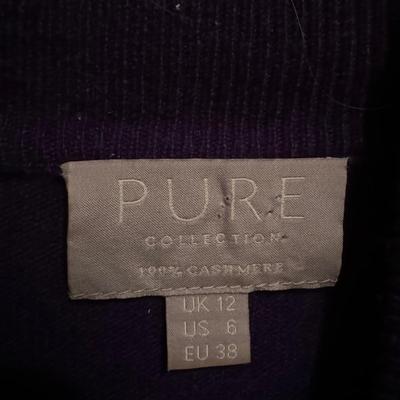 PURE
COLLECTION
100% CASHMERE
UK 12
US 6
EU 38